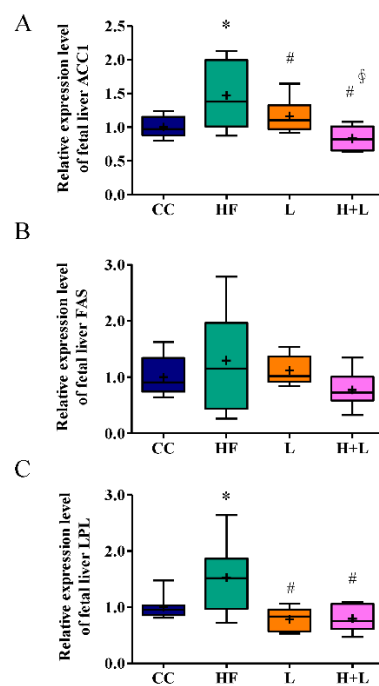 A
Relative expression level
of fetal liver ACC1
2.5
2.0
1.5
1.0
0.5
0.0
*
#
# ∮
CC HF L H+L
B
Relative expression level
of fetal liver FAS
3.0
2.0
1.0
0.0
CC HF L H+L
C
Relative expression level
of fetal liver LPL
3.0
2.0
1.0
0.0
*
#
#
CC HF L H+L